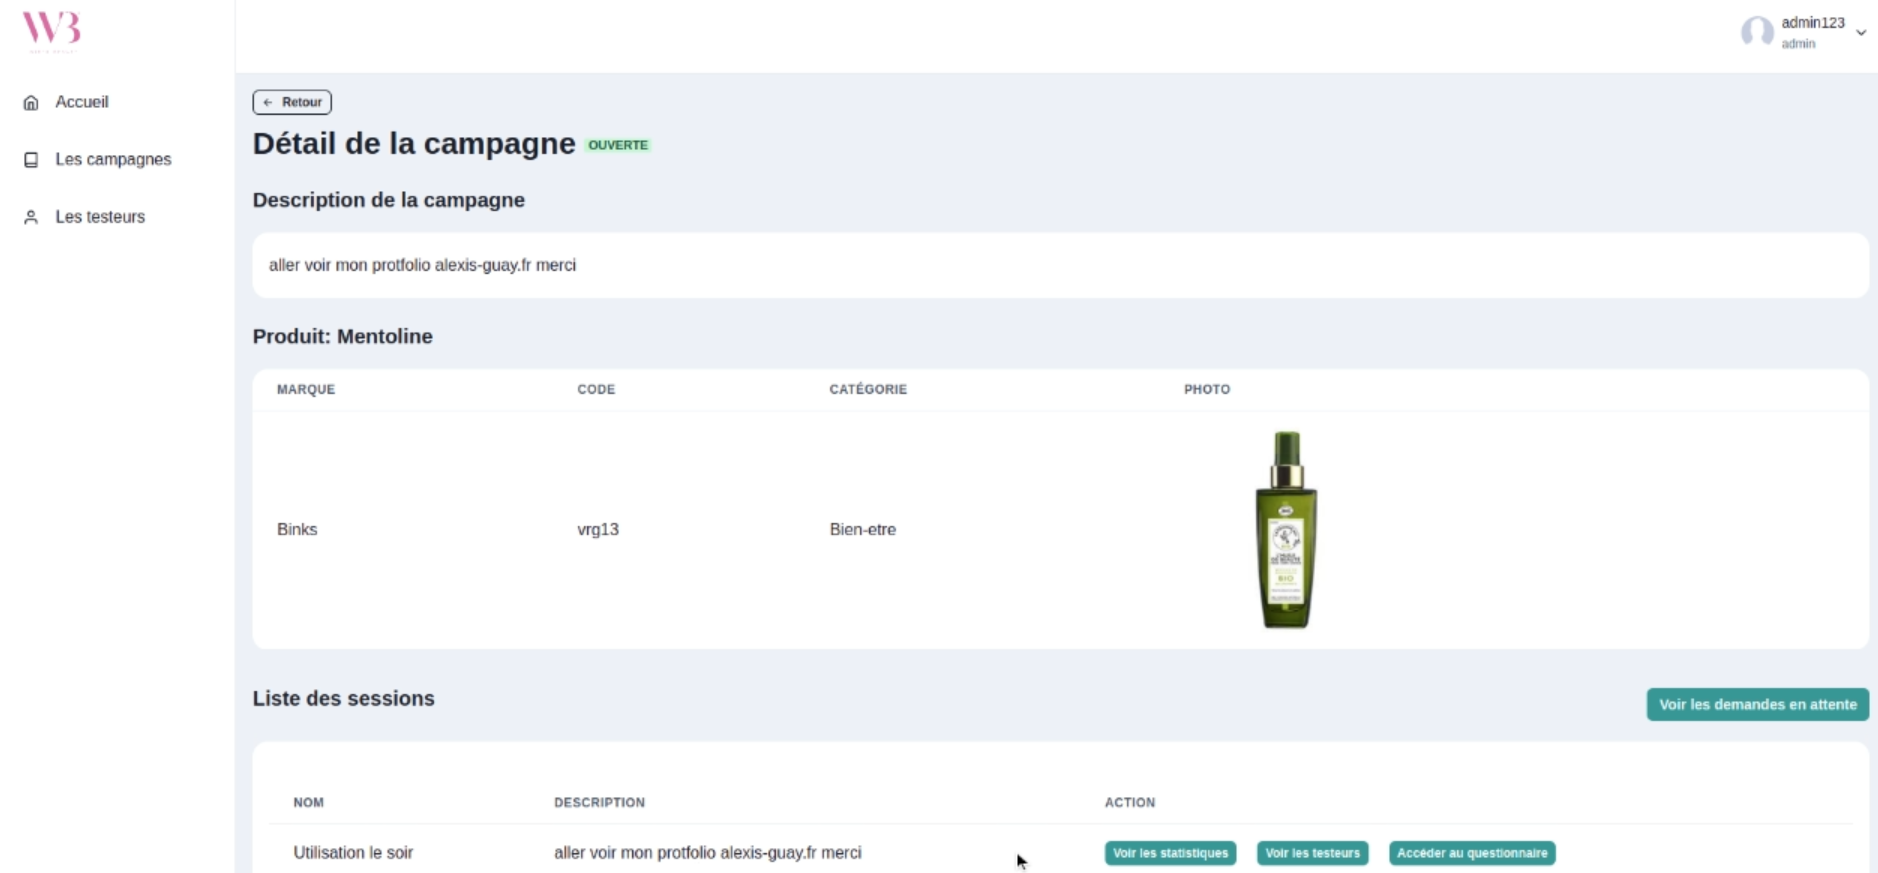 W3
admin123
admin
Accueil
Les campagnes
Les testeurs
← Retour
Détail de la campagne OUVERTE
Description de la campagne
aller voir mon protfolio alexis-guay.fr merci
Produit: Mentoline
MARQUE CODE CATÉGORIE PHOTO
Binks vrg13 Bien-etre
BIO
Liste des sessions
Voir les demandes en attente
NOM DESCRIPTION ACTION
Utilisation le soir aller voir mon protfolio alexis-guay.fr merci Voir les statistiques Voir les testeurs Accéder au questionnaire